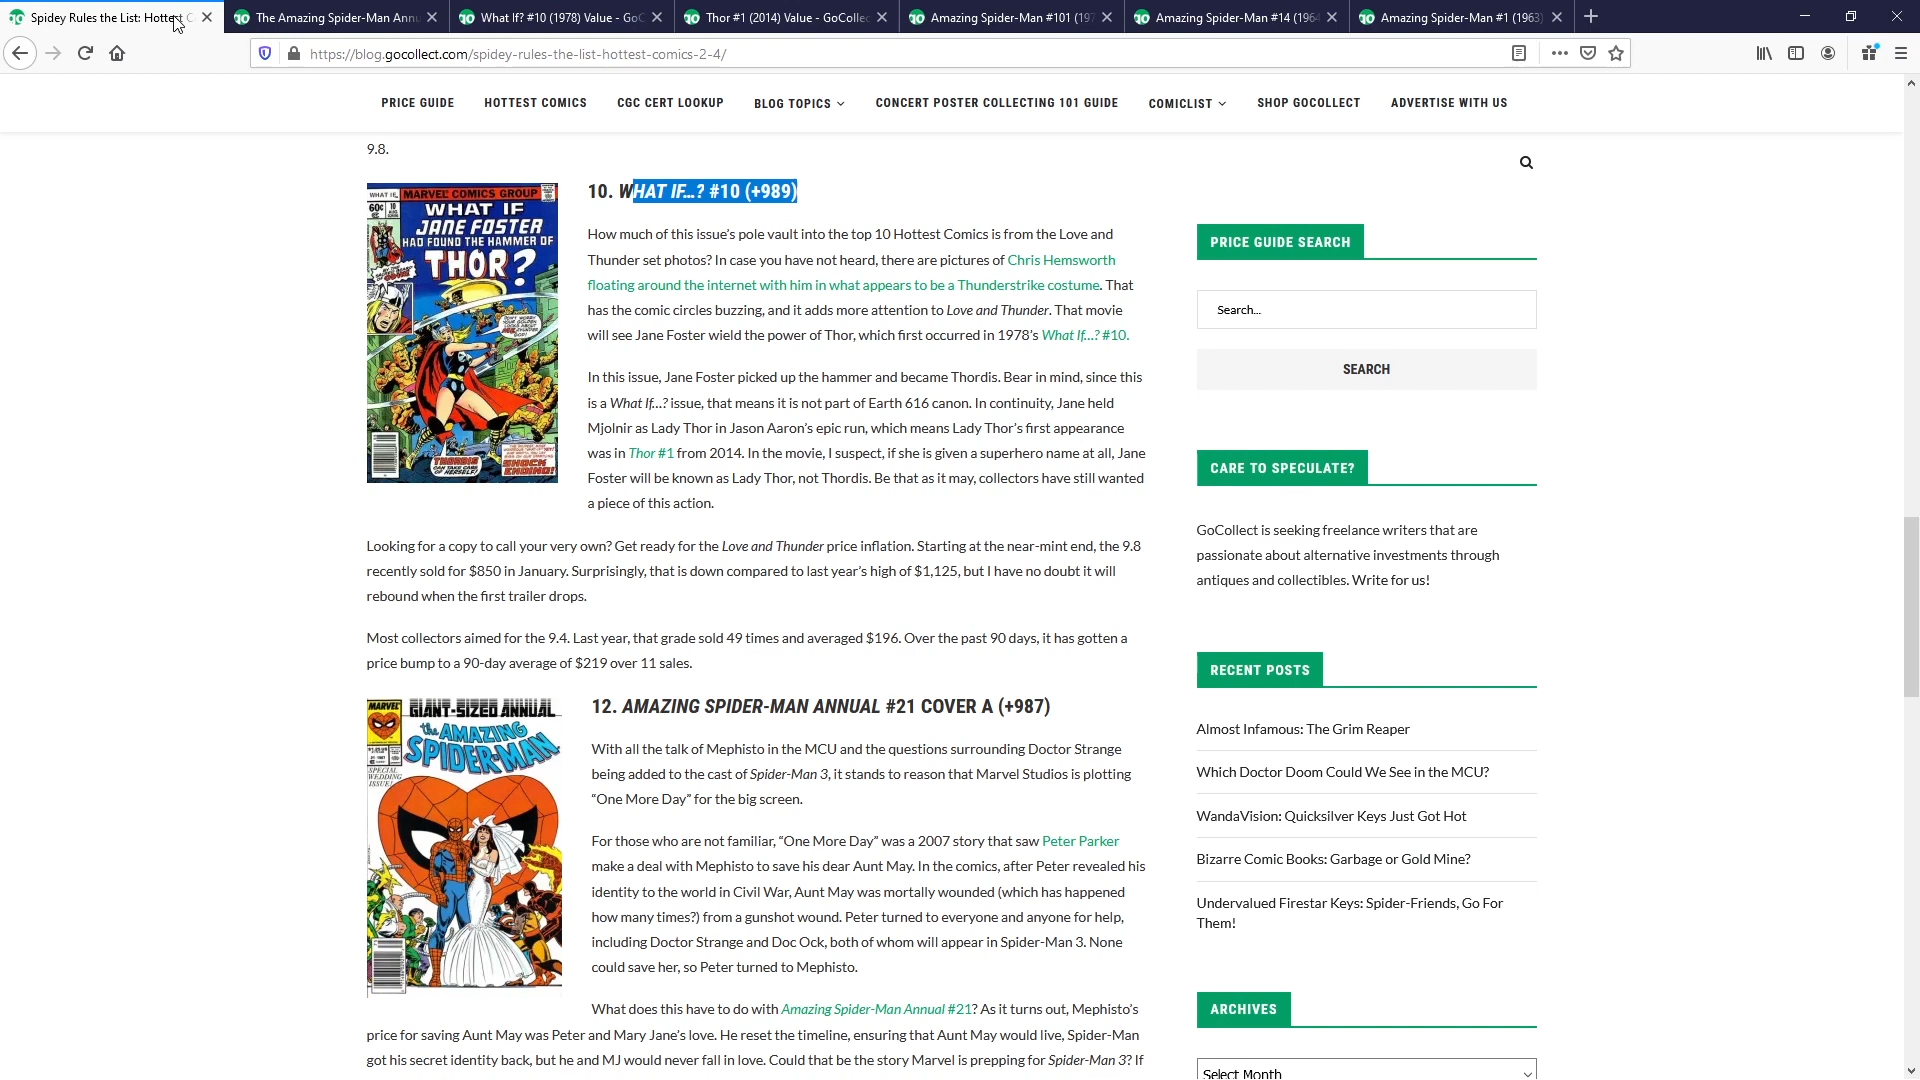 Spidey Rules the List: Hottest C
The Amazing Spider-Man Annu
What If? #10 (1978) Value - GoC
Thor #1 (2014) Value - GoCollec
Amazing Spider-Man #101 (197
Amazing Spider-Man #14 (1964
Amazing Spider-Man #1 (1963)
https://blog.gocollect.com/spidey-rules-the-list-hottest-comics-2-4/
PRICE GUIDE
HOTTEST COMICS
CGC CERT LOOKUP
BLOG TOPICS
CONCERT POSTER COLLECTING 101 GUIDE
COMICLIST
SHOP GOCOLLECT
ADVERTISE WITH US
9.8.
WHAT IF
MARVEL COMICS GROUP
60¢
10
WHAT IF
JANE FOSTER
HAD FOUND THE HAMMER OF
THOR?
THORDIS
CAN TAKE CARE
OF HERSELF!
SHOCK
ENDING!
10. WHAT IF…? #10 (+989)
How much of this issue’s pole vault into the top 10 Hottest Comics is from the Love and
Thunder set photos? In case you have not heard, there are pictures of Chris Hemsworth
floating around the internet with him in what appears to be a Thunderstrike costume. That
has the comic circles buzzing, and it adds more attention to Love and Thunder. That movie
will see Jane Foster wield the power of Thor, which first occurred in 1978’s What If…? #10.
In this issue, Jane Foster picked up the hammer and became Thordis. Bear in mind, since this
is a What If…? issue, that means it is not part of Earth 616 canon. In continuity, Jane held
Mjolnir as Lady Thor in Jason Aaron’s epic run, which means Lady Thor’s first appearance
was in Thor #1 from 2014. In the movie, I suspect, if she is given a superhero name at all, Jane
Foster will be known as Lady Thor, not Thordis. Be that as it may, collectors have still wanted
a piece of this action.
Looking for a copy to call your very own? Get ready for the Love and Thunder price inflation. Starting at the near-mint end, the 9.8
recently sold for $850 in January. Surprisingly, that is down compared to last year’s high of $1,125, but I have no doubt it will
rebound when the first trailer drops.
Most collectors aimed for the 9.4. Last year, that grade sold 49 times and averaged $196. Over the past 90 days, it has gotten a
price bump to a 90-day average of $219 over 11 sales.
MARVEL
GIANT-SIZED ANNUAL
the AMAZING
SPIDER-MAN
SPECIAL
WEDDING
ISSUE!
12. AMAZING SPIDER-MAN ANNUAL #21 COVER A (+987)
With all the talk of Mephisto in the MCU and the questions surrounding Doctor Strange
being added to the cast of Spider-Man 3, it stands to reason that Marvel Studios is plotting
“One More Day” for the big screen.
For those who are not familiar, “One More Day” was a 2007 story that saw Peter Parker
make a deal with Mephisto to save his dear Aunt May. In the comics, after Peter revealed his
identity to the world in Civil War, Aunt May was mortally wounded (which has happened
how many times?) from a gunshot wound. Peter turned to everyone and anyone for help,
including Doctor Strange and Doc Ock, both of whom will appear in Spider-Man 3. None
could save her, so Peter turned to Mephisto.
What does this have to do with Amazing Spider-Man Annual #21? As it turns out, Mephisto’s
price for saving Aunt May was Peter and Mary Jane’s love. He reset the timeline, ensuring that Aunt May would live, Spider-Man
got his secret identity back, but he and MJ would never fall in love. Could that be the story Marvel is prepping for Spider-Man 3? If
PRICE GUIDE SEARCH
Search...
SEARCH
CARE TO SPECULATE?
GoCollect is seeking freelance writers that are
passionate about alternative investments through
antiques and collectibles. Write for us!
RECENT POSTS
Almost Infamous: The Grim Reaper
Which Doctor Doom Could We See in the MCU?
WandaVision: Quicksilver Keys Just Got Hot
Bizarre Comic Books: Garbage or Gold Mine?
Undervalued Firestar Keys: Spider-Friends, Go For
Them!
ARCHIVES
Select Month